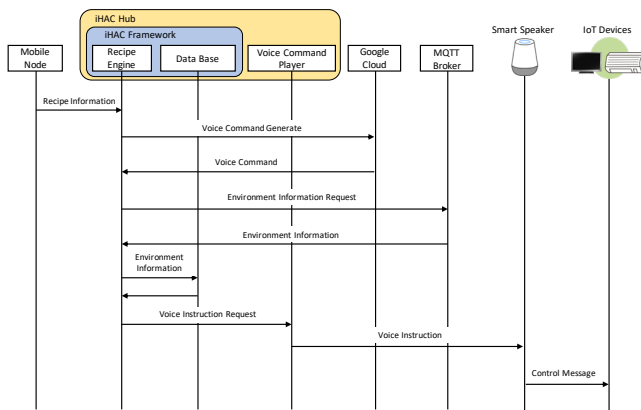 iHAC Hub
iHAC Framework
Smart Speaker
IoT Devices
Mobile
Node
Recipe
Engine
Data Base
Voice Command
Player
Google
Cloud
MQTT
Broker
Recipe Information
Voice Command Generate
Voice Command
Environment Information Request
Environment Information
Environment
Information
Voice Instruction Request
Voice Instruction
Control Message